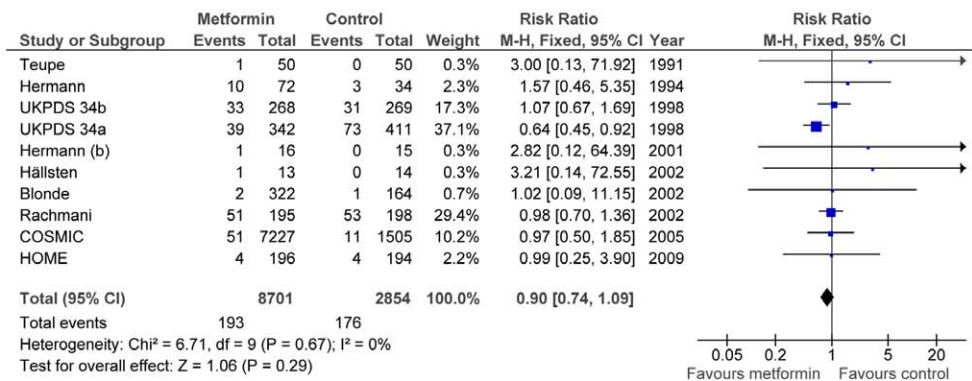 Metformin Control Risk Ratio Risk Ratio
Study or Subgroup Events Total Events Total Weight M-H, Fixed, 95% CI Year M-H, Fixed, 95% CI
Teupe 1 50 0 50 0.3% 3.00 [0.13, 71.92] 1991
Hermann 10 72 3 34 2.3% 1.57 [0.46, 5.35] 1994
UKPDS 34b 33 268 31 269 17.3% 1.07 [0.67, 1.69] 1998
UKPDS 34a 39 342 73 411 37.1% 0.64 [0.45, 0.92] 1998
Hermann (b) 1 16 0 15 0.3% 2.82 [0.12, 64.39] 2001
Hällsten 1 13 0 14 0.3% 3.21 [0.14, 72.55] 2002
Blonde 2 322 1 164 0.7% 1.02 [0.09, 11.15] 2002
Rachmani 51 195 53 198 29.4% 0.98 [0.70, 1.36] 2002
COSMIC 51 7227 11 1505 10.2% 0.97 [0.50, 1.85] 2005
HOME 4 196 4 194 2.2% 0.99 [0.25, 3.90] 2009
Total (95% CI) 8701 2854 100.0% 0.90 [0.74, 1.09]
Total events 193 176
Heterogeneity: Chi² = 6.71, df = 9 (P = 0.67); I² = 0%
Test for overall effect: Z = 1.06 (P = 0.29)
0.05 0.2 1 5 20
Favours metformin Favours control